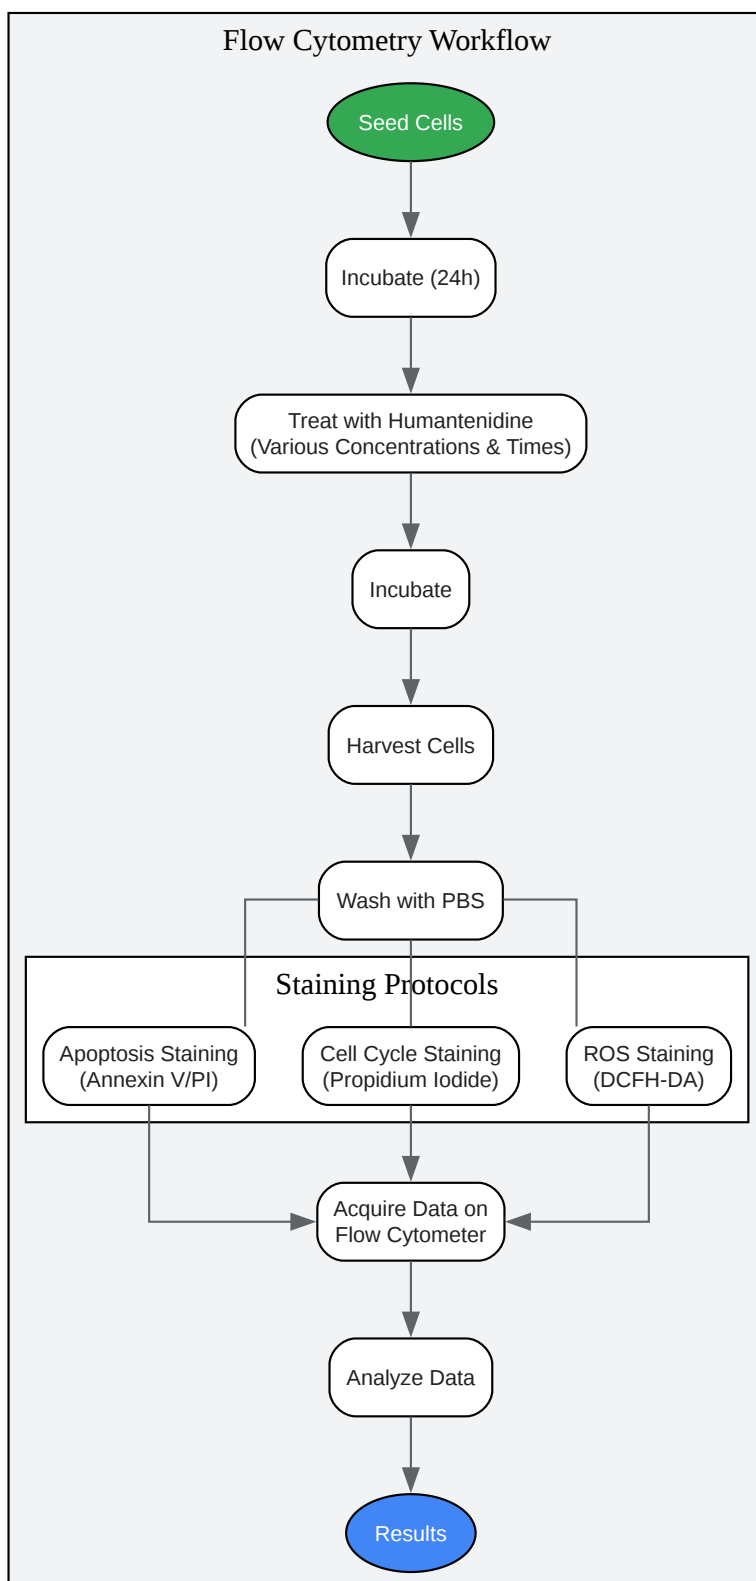 Flow Cytometry Workflow
Seed Cells
Incubate (24h)
Treat with Humantenidine
(Various Concentrations & Times)
Incubate
Harvest Cells
Wash with PBS
Staining Protocols
Apoptosis Staining
(Annexin V/PI)
Cell Cycle Staining
(Propidium Iodide)
ROS Staining
(DCFH-DA)
Acquire Data on
Flow Cytometer
Analyze Data
Results